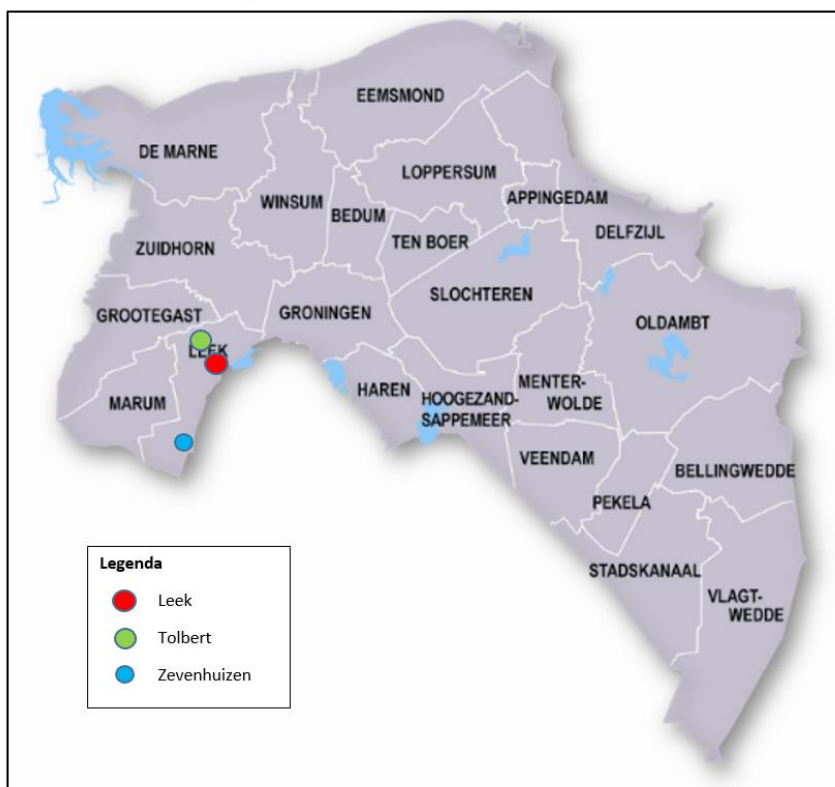 EEMSMOND
DE MARNE
LOPPERSUM
WINSUM
BEDUM
APPINGEDAM
TEN BOER
DELFZIJL
ZUIDHORN
SLOCHTEREN
GROOTEGAST
GRONINGEN
OLDAMBT
LEEK
MARUM
HAREN
HOOGEZAND-
SAPPEMEER
MENTER-
WOLDE
VEENDAM
BELLINGWEDDE
PEKELA
STADSKANAAL
VLAGT-
WEDDE
Legenda
Leek
Tolbert
Zevenhuizen